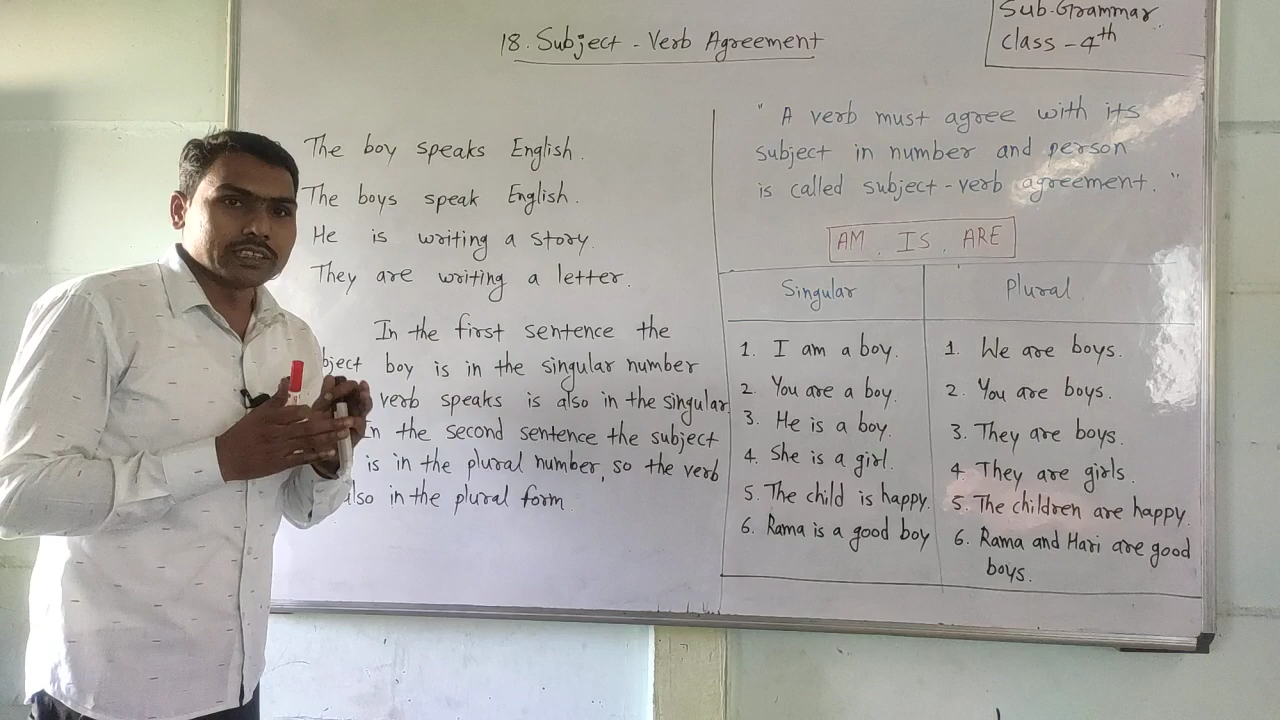 18. Subject - Verb Agreement
Sub-Grammar
Class - 4th
The boy speaks English.
The boys speak English.
He is writing a story.
They are writing a letter.
In the first sentence the
bject boy is in the singular number
verb speaks is also in the singular
In the second sentence the subject
is in the plural number, so the verb
also in the plural form.
" A verb must agree with its
subject in number and person
is called subject-verb agreement. "
AM, IS, ARE
Singular
1. I am a boy.
2. You are a boy.
3. He is a boy.
4. She is a girl.
5. The child is happy.
6. Rama is a good boy
Plural
1. We are boys.
2. You are boys.
3. They are boys.
4. They are girls.
5. The children are happy.
6. Rama and Hari are good
boys.